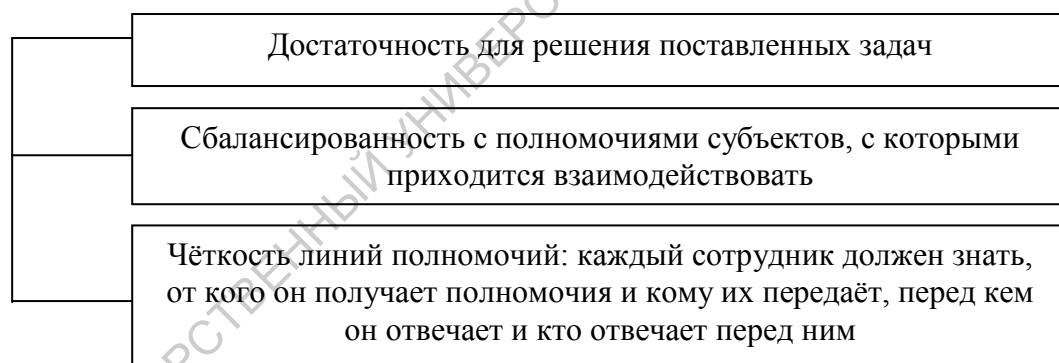 Достаточность для решения поставленных задач
Сбалансированность с полномочиями субъектов, с которыми
приходится взаимодействовать
Чёткость линий полномочий: каждый сотрудник должен знать,
от кого он получает полномочия и кому их передаёт, перед кем
он отвечает и кто отвечает перед ним